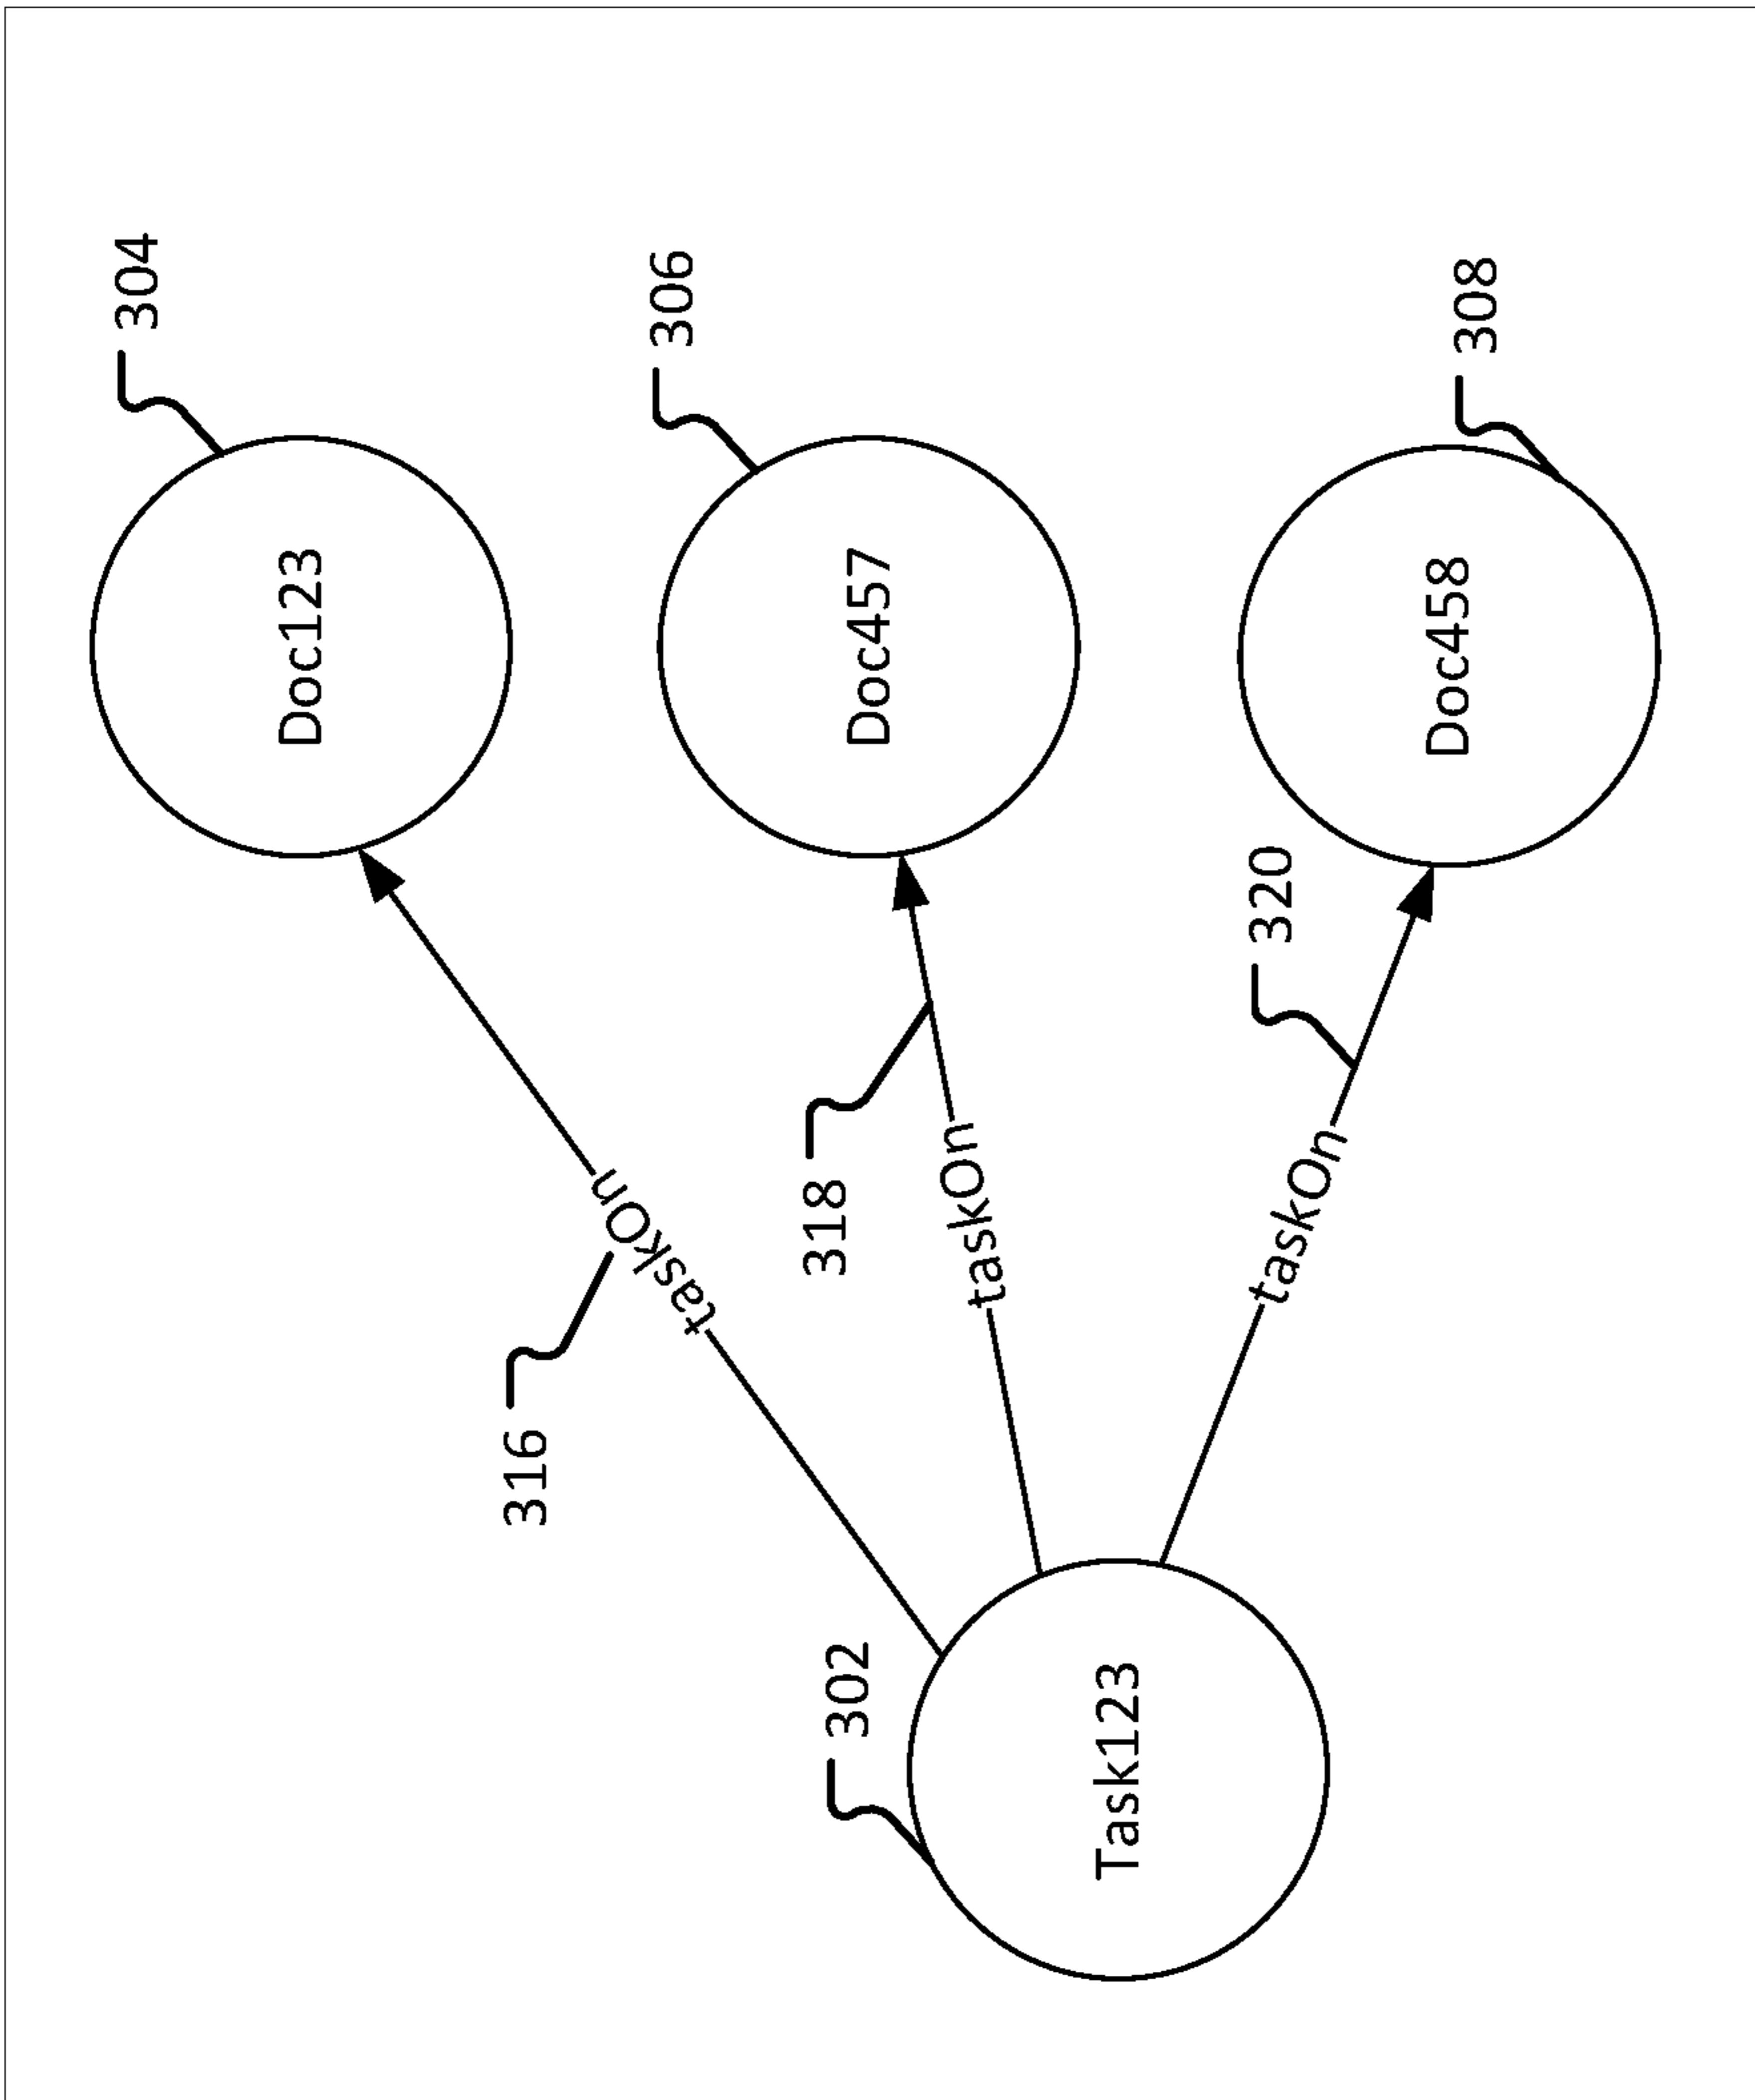 304
Doc123
316
taskOn
306
Doc457
318
taskOn
302
Task123
308
Doc458
320
taskOn